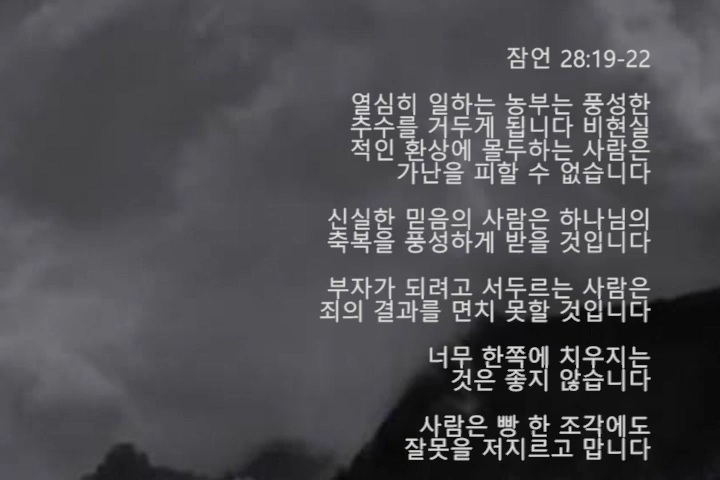 잠언 28:19-22
열심히 일하는 농부는 풍성한
추수를 거두게 됩니다 비현실
적인 환상에 몰두하는 사람은
가난을 피할 수 없습니다
신실한 믿음의 사람은 하나님의
축복을 풍성하게 받을 것입니다
부자가 되려고 서두르는 사람은
죄의 결과를 면치 못할 것입니다
너무 한쪽에 치우지는
것은 좋지 않습니다
사람은 빵 한 조각에도
잘못을 저지르고 맙니다